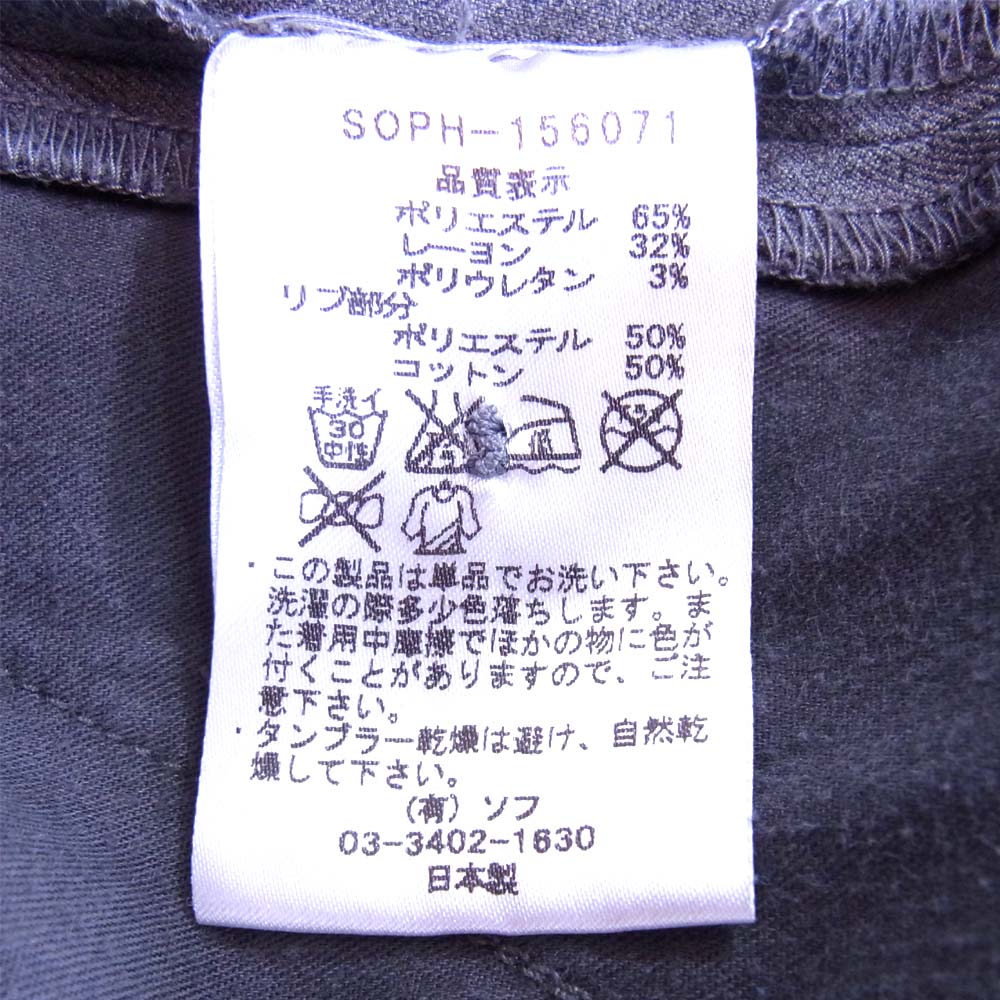 SOPH-156071
品質表示
ポリエステル 65%
レーヨン 32%
ポリウレタン 3%
リブ部分
ポリエステル 50%
コットン 50%
手洗イ
30
中性
・この製品は単品でお洗い下さい。
洗濯の際多少色落ちします。ま
た着用中摩擦でほかの物に色が
付くことがありますので、ご注
意下さい。
・タンブラー乾燥は避け、自然乾
燥して下さい。
(有) ソフ
03-3402-1630
日本製